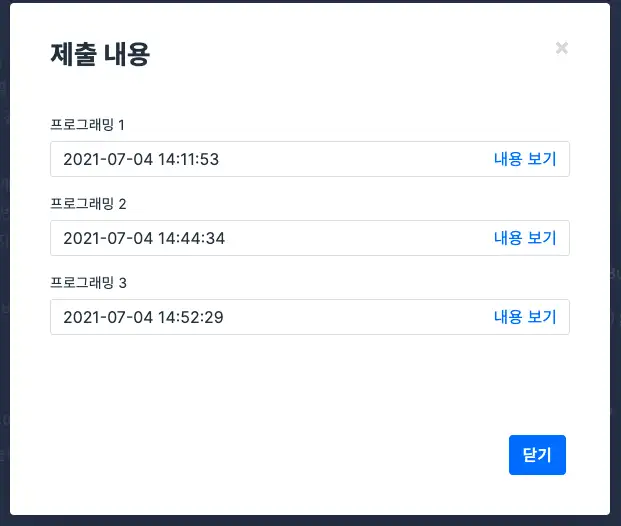 제출 내용
×
프로그래밍 1
2021-07-04 14:11:53 내용 보기
프로그래밍 2
2021-07-04 14:44:34 내용 보기
프로그래밍 3
2021-07-04 14:52:29 내용 보기
닫기